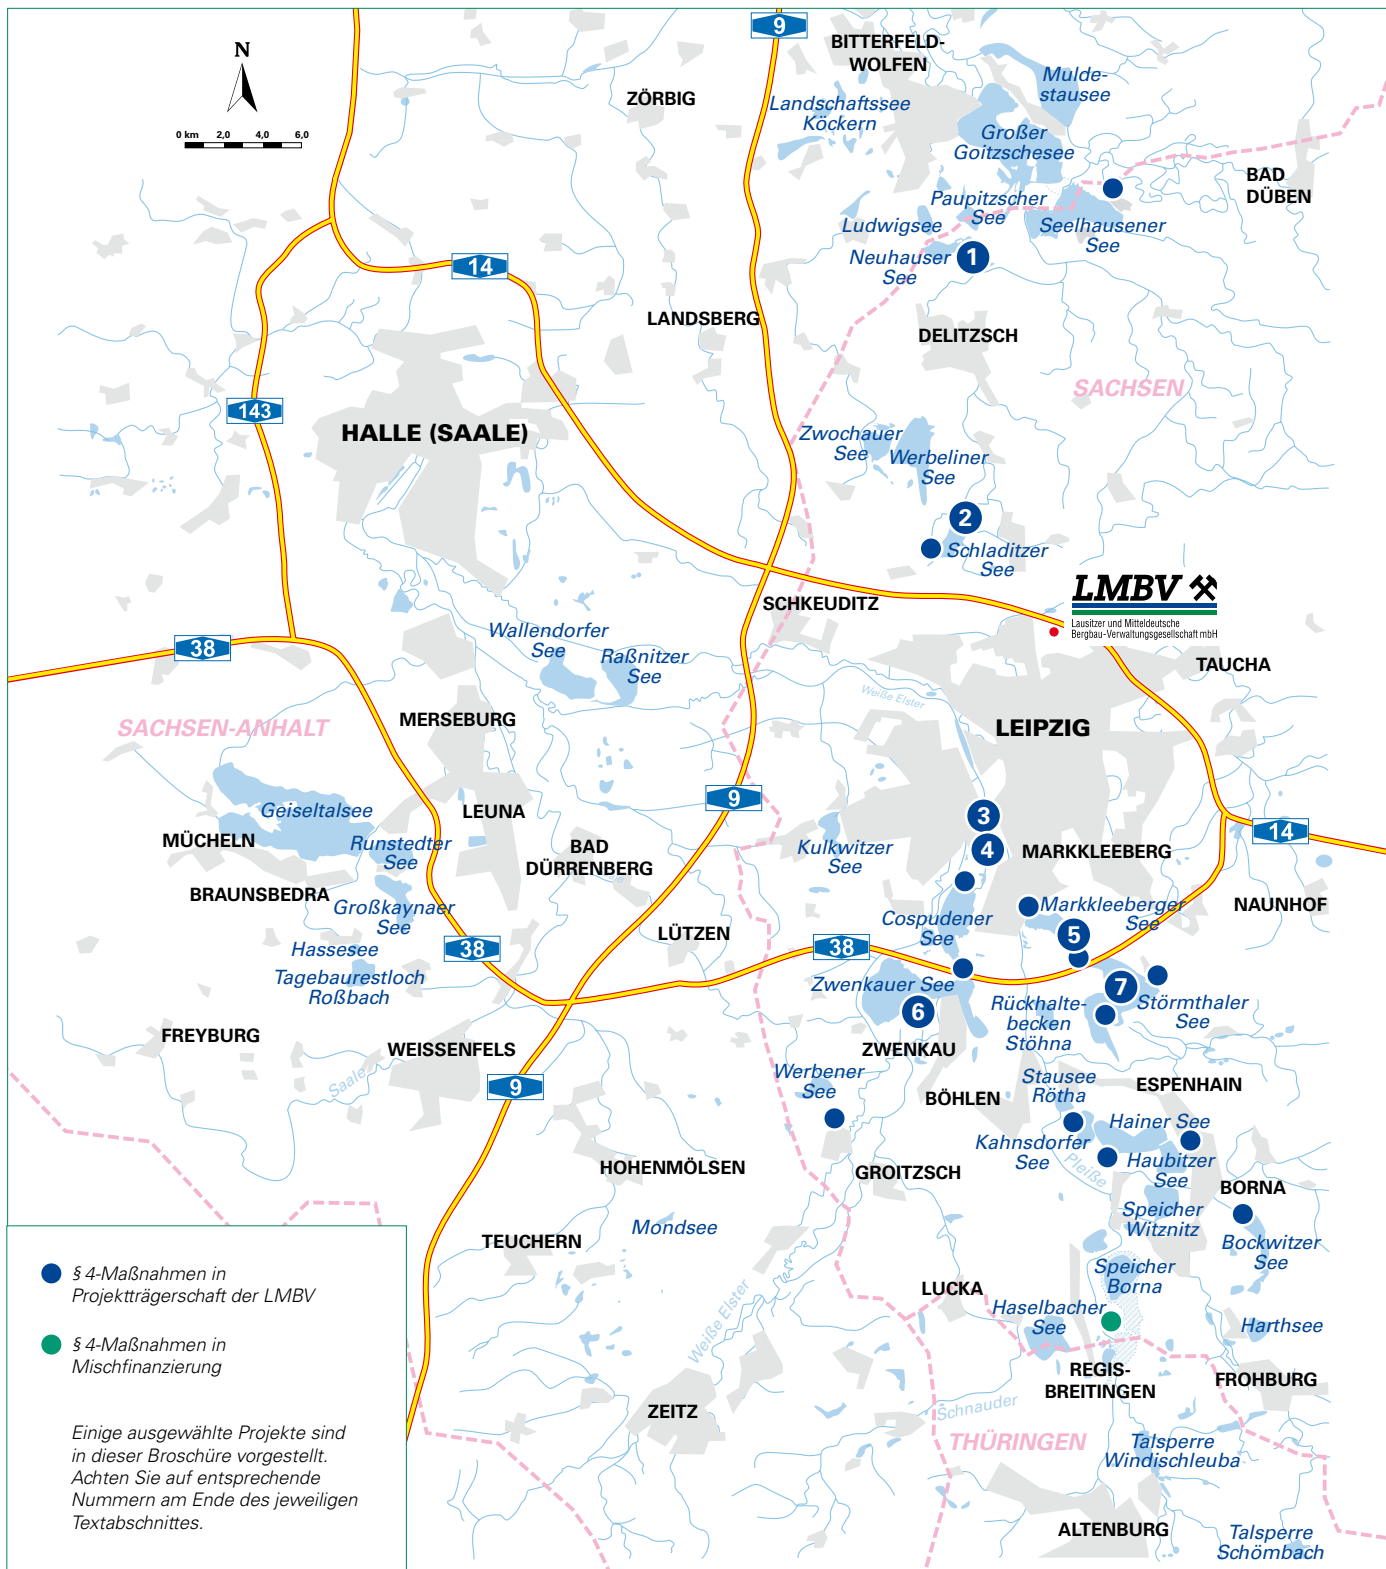 9
BITTERFELD-
WOLFEN
N
Mulde-
stausee
ZÖRBIG
Landschaftssee
Köckern
0 km 2,0 4,0 6,0
Großer
Goitzschesee
BAD
DÜBEN
Paupitzscher
See
Ludwigsee
Seelhausener
See
Neuhauser
See
1
14
LANDSBERG
DELITZSCH
SACHSEN
143
HALLE (SAALE)
Zwochauer
See
Werbeliner
See
2
Schladitzer
See
LMBV
Lausitzer und Mitteldeutsche
Bergbau-Verwaltungsgesellschaft mbH
SCHKEUDITZ
38
Wallendorfer
See
Raßnitzer
See
TAUCHA
Weiße Elster
SACHSEN-ANHALT
MERSEBURG
LEIPZIG
9
Geiseltalsee
LEUNA
3
14
MÜCHELN
Runstedter
See
BAD
DÜRRENBERG
Kulkwitzer
See
4
MARKKLEEBERG
BRAUNSBEDRA
Großkaynaer
See
Markkleeberger
See
NAUNHOF
Cospudener
See
LÜTZEN
5
38
38
Hassesee
Tagebaurestloch
Roßbach
Zwenkauer See
6
7
Rückhalte-
becken
Stöhna
Störmthaler
See
FREYBURG
WEISSENFELS
ZWENKAU
Saale
9
Werbener
See
Stausee
Rötha
ESPENHAIN
BÖHLEN
Hainer See
Kahnsdorfer
See
Haubitzer
See
Pleiße
HOHENMÖLSEN
GROITZSCH
BORNA
Speicher
Witznitz
Mondsee
TEUCHERN
Bockwitzer
See
§ 4-Maßnahmen in
Projektträgerschaft der LMBV
Speicher
Borna
LUCKA
Haselbacher
See
Harthsee
Weiße Elster
§ 4-Maßnahmen in
Mischfinanzierung
REGIS-
BREITINGEN
FROHBURG
ZEITZ
Schnauder
Einige ausgewählte Projekte sind
in dieser Broschüre vorgestellt.
Achten Sie auf entsprechende
Nummern am Ende des jeweiligen
Textabschnittes.
THÜRINGEN
Talsperre
Windischleuba
ALTENBURG
Talsperre
Schömbach